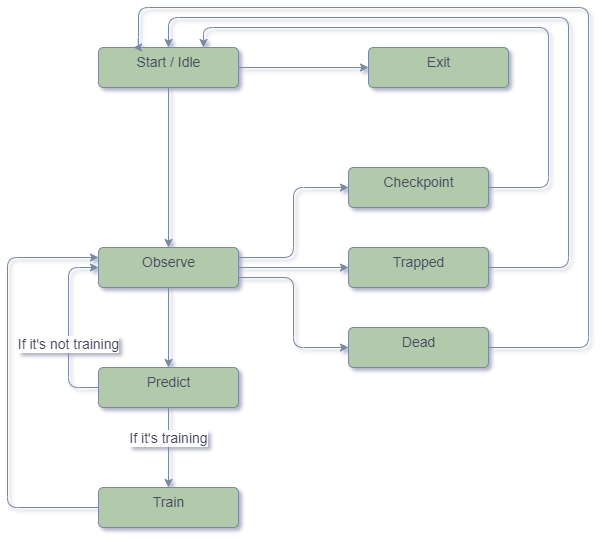 Start / Idle
Exit
Checkpoint
Observe
Trapped
If it's not training
Dead
Predict
If it's training
Train